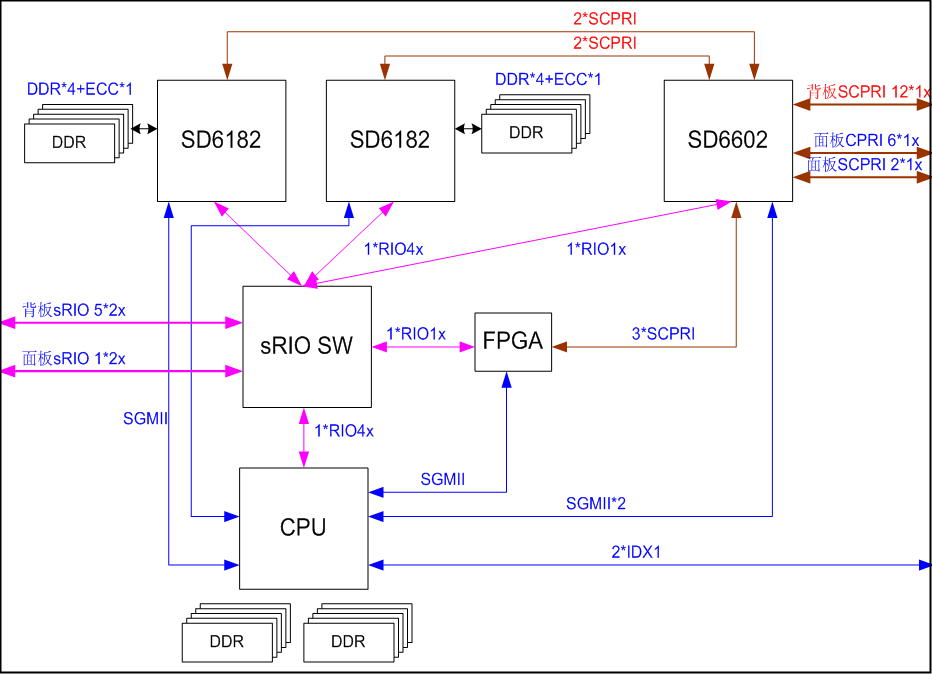 2*SCPRI
2*SCPRI
DDR*4+ECC*1
DDR
SD6182
SD6182
DDR*4+ECC*1
DDR
SD6602
背板SCPRI 12*1x
面板CPRI 6*1x
面板SCPRI 2*1x
1*RIO4x
1*RIO1x
背板sRIO 5*2x
面板sRIO 1*2x
sRIO SW
1*RIO1x
FPGA
3*SCPRI
SGMII
1*RIO4x
CPU
SGMII
SGMII*2
2*IDX1
DDR
DDR